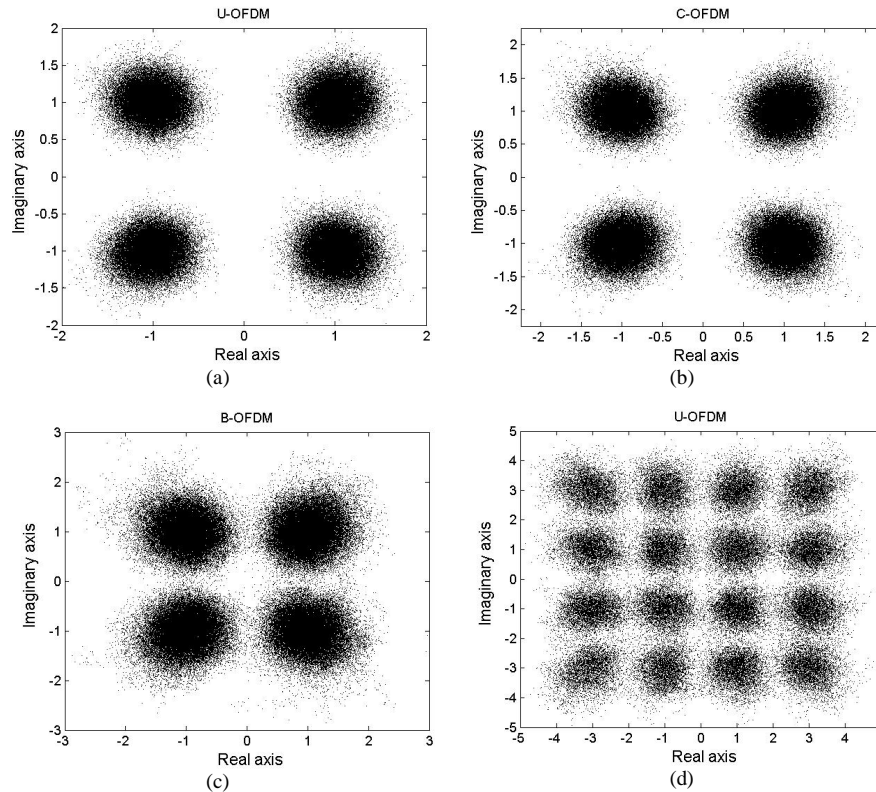 U-OFDM
2
1.5
1
0.5
0
-0.5
-1
-1.5
-2
-2 -1 0 1 2
Imaginary axis
Real axis
(a)
C-OFDM
2
1.5
1
0.5
0
-0.5
-1
-1.5
-2
-2 -1.5 -1 -0.5 0 0.5 1 1.5 2
Imaginary axis
Real axis
(b)
B-OFDM
3
2
1
0
-1
-2
-3
-3 -2 -1 0 1 2 3
Imaginary axis
Real axis
(c)
U-OFDM
5
4
3
2
1
0
-1
-2
-3
-4
-5
-5 -4 -3 -2 -1 0 1 2 3 4
Imaginary axis
Real axis
(d)